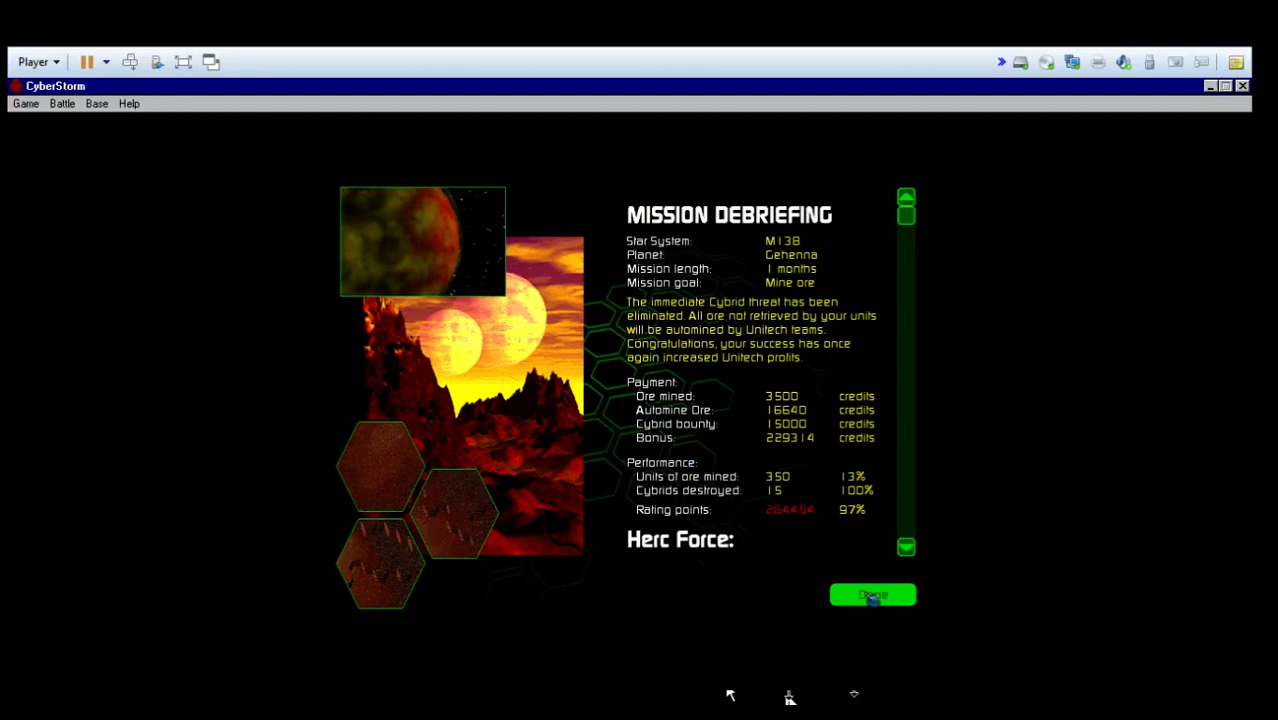 Player
CyberStorm
Game Battle Base Help
MISSION DEBRIEFING
Star System: M138
Planet: Gehenna
Mission length: 1 months
Mission goal: Mine ore
The immediate Cybrid threat has been
eliminated. All ore not retrieved by your units
will be automined by Unitech teams.
Congratulations, your success has once
again increased Unitech profits.
Payment:
Ore mined: 3500 credits
Automine Ore: 16640 credits
Cybrid bounty: 15000 credits
Bonus: 229314 credits
Performance:
Units of ore mined: 350 13%
Cybrids destroyed: 15 100%
Rating points: 264454 97%
Herc Force:
Done